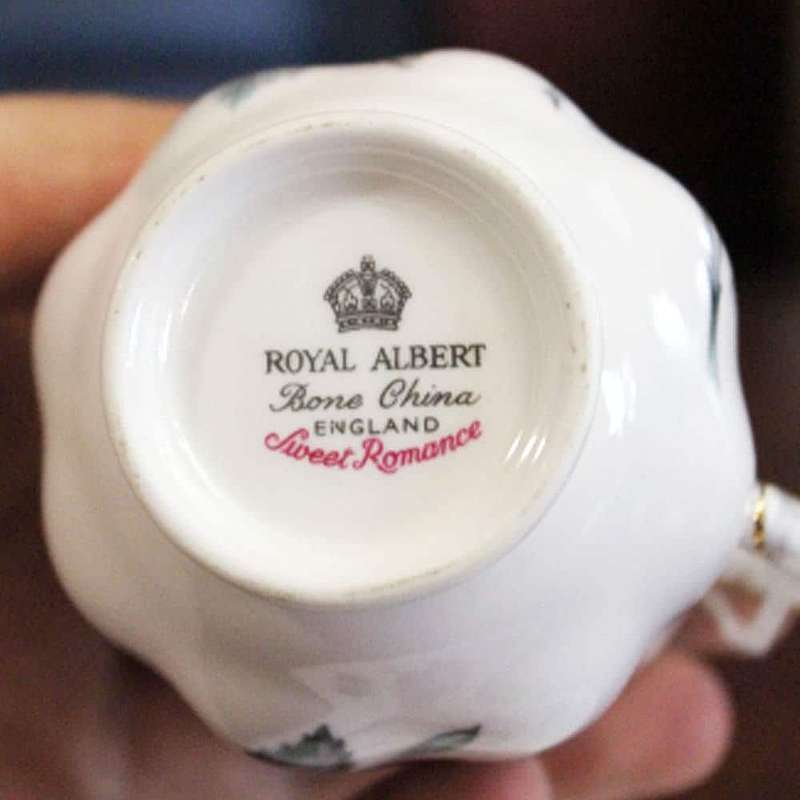 ROYAL ALBERT
Bone China
ENGLAND
Sweet Romance